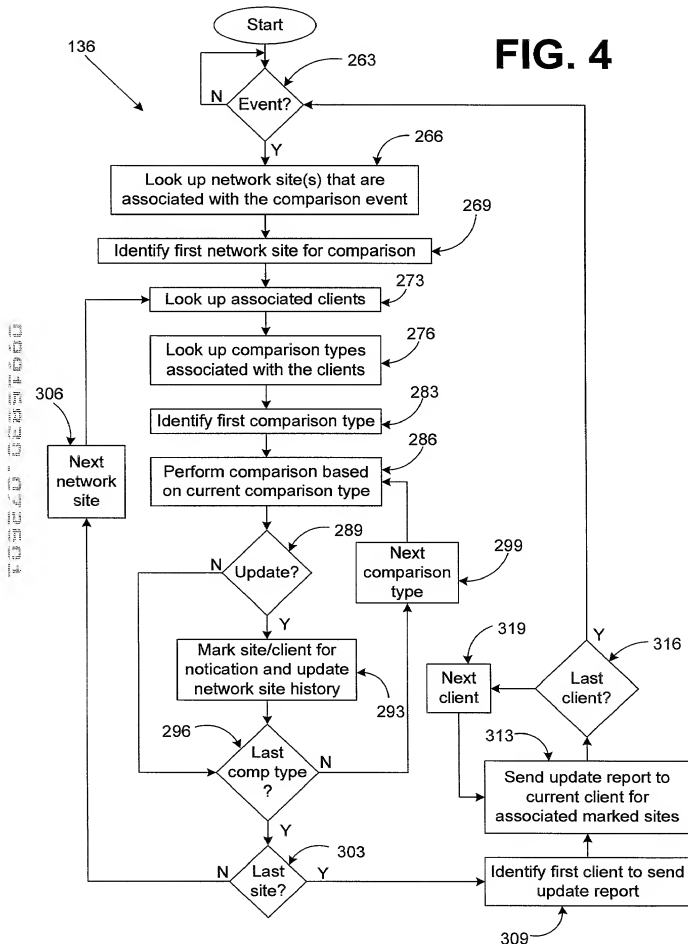 Start
FIG. 4
136
263
Event?
N
Y
266
Look up network site(s) that are
associated with the comparison event
269
Identify first network site for comparison
273
Look up associated clients
276
Look up comparison types
associated with the clients
283
Identify first comparison type
286
Perform comparison based
on current comparison type
306
Next
network
site
289
N
Update?
Y
299
Next
comparison
type
Mark site/client for
notication and update
network site history
293
296
Last
comp type
?
N
Y
303
N
Last
site?
Y
319
Next
client
Y
316
Last
client?
313
Send update report to
current client for
associated marked sites
Identify first client to send
update report
309